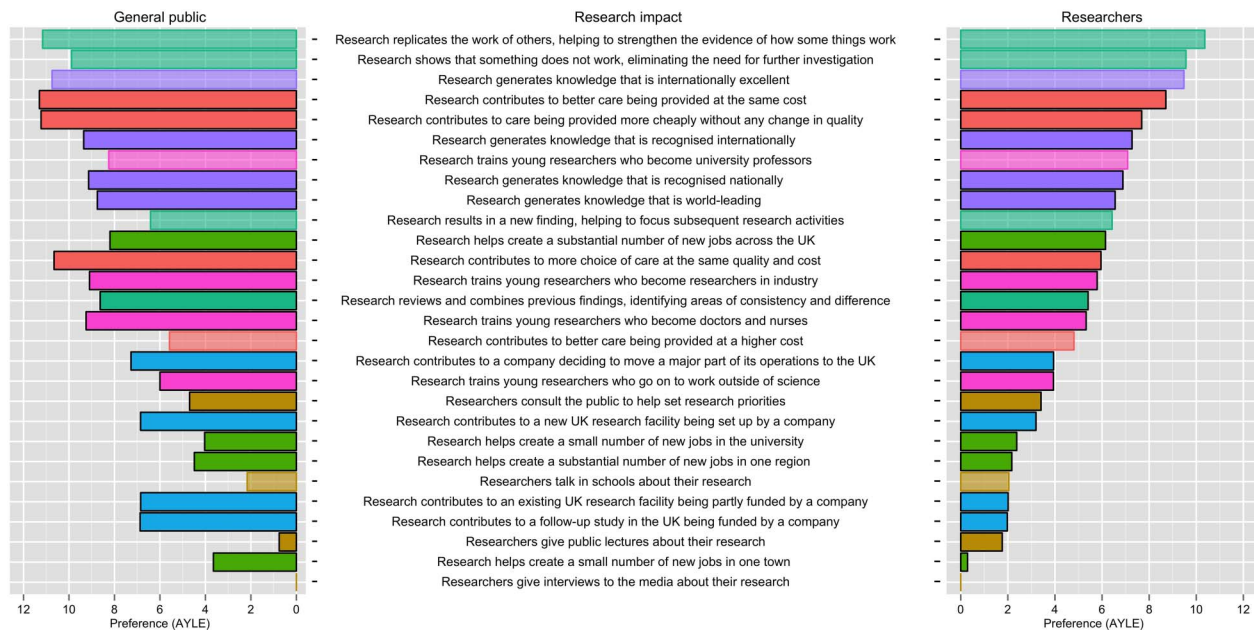 General public Research impact Researchers
Research replicates the work of others, helping to strengthen the evidence of how some things work
Research shows that something does not work, eliminating the need for further investigation
Research generates knowledge that is internationally excellent
Research contributes to better care being provided at the same cost
Research contributes to care being provided more cheaply without any change in quality
Research generates knowledge that is recognised internationally
Research trains young researchers who become university professors
Research generates knowledge that is recognised nationally
Research generates knowledge that is world-leading
Research results in a new finding, helping to focus subsequent research activities
Research helps create a substantial number of new jobs across the UK
Research contributes to more choice of care at the same quality and cost
Research trains young researchers who become researchers in industry
Research reviews and combines previous findings, identifying areas of consistency and difference
Research trains young researchers who become doctors and nurses
Research contributes to better care being provided at a higher cost
Research contributes to a company deciding to move a major part of its operations to the UK
Research trains young researchers who go on to work outside of science
Researchers consult the public to help set research priorities
Research contributes to a new UK research facility being set up by a company
Research helps create a small number of new jobs in the university
Research helps create a substantial number of new jobs in one region
Researchers talk in schools about their research
Research contributes to an existing UK research facility being partly funded by a company
Research contributes to a follow-up study in the UK being funded by a company
Researchers give public lectures about their research
Research helps create a small number of new jobs in one town
Researchers give interviews to the media about their research
12 10 8 6 4 2 0 0 2 4 6 8 10 12
Preference (AYLE) Preference (AYLE)